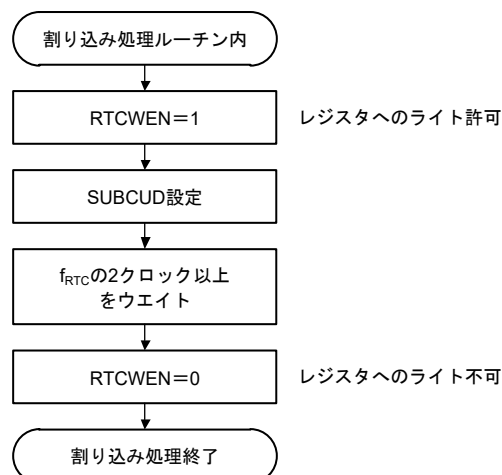 割り込み処理ルーチン内
RTCWEN＝1
レジスタへのライト許可
SUBCUD設定
fRTCの2クロック以上
をウエイト
RTCWEN＝0
レジスタへのライト不可
割り込み処理終了